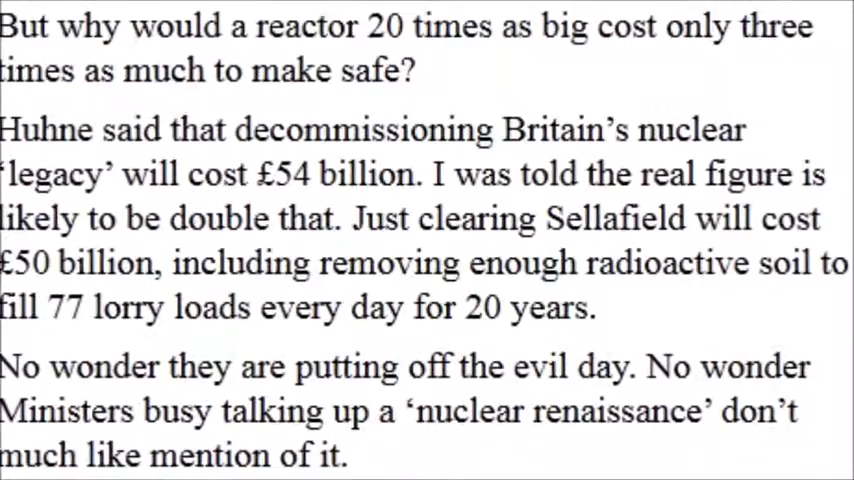 But why would a reactor 20 times as big cost only three
times as much to make safe?
Huhne said that decommissioning Britain’s nuclear
‘legacy’ will cost £54 billion. I was told the real figure is
likely to be double that. Just clearing Sellafield will cost
£50 billion, including removing enough radioactive soil to
fill 77 lorry loads every day for 20 years.
No wonder they are putting off the evil day. No wonder
Ministers busy talking up a ‘nuclear renaissance’ don’t
much like mention of it.